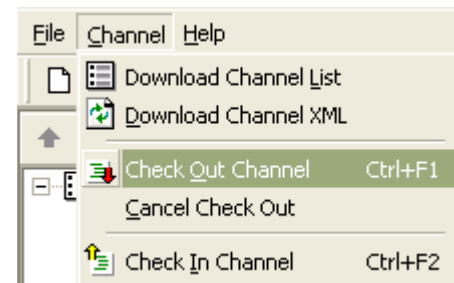 File Channel Help
Download Channel List
Download Channel XML
Check Out Channel Ctrl+F1
Cancel Check Out
Check In Channel Ctrl+F2